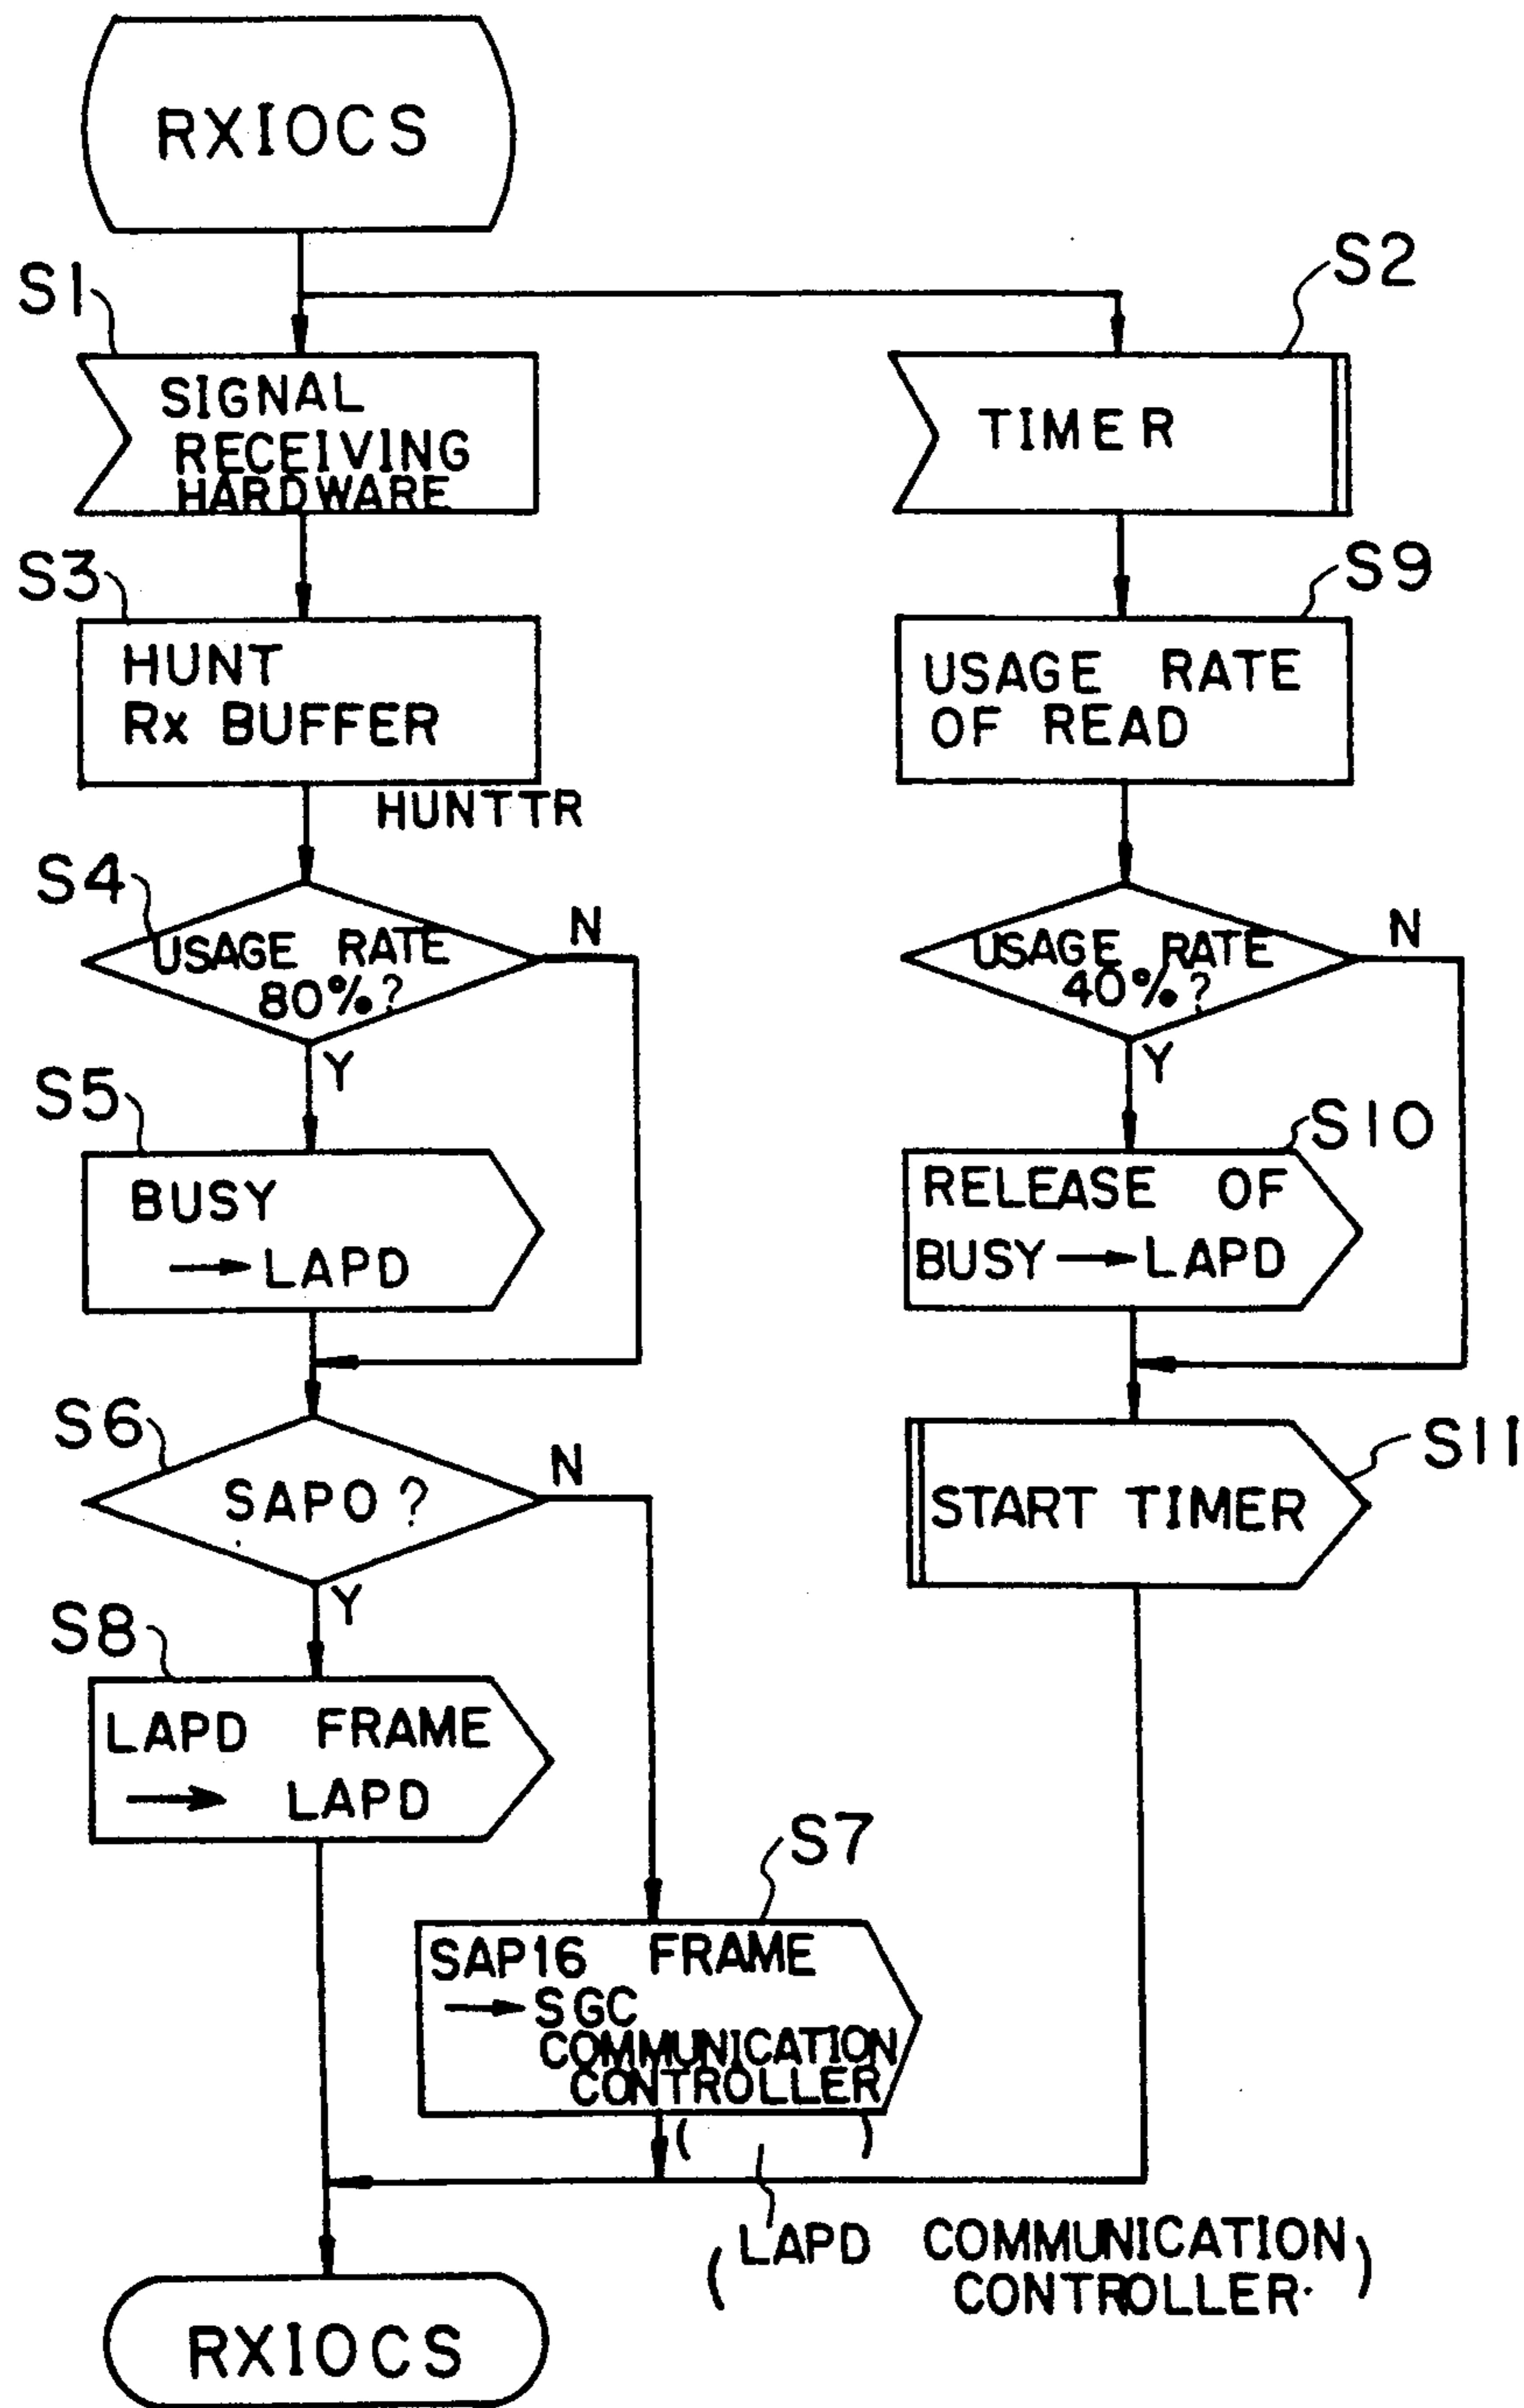 RXIOCS
S1
SIGNAL
RECEIVING
HARDWARE
S2
TIMER
S3
HUNT
Rx BUFFER
HUNTTR
S9
USAGE RATE
OF READ
S4
USAGE RATE
80%?
N
Y
USAGE RATE
40%?
N
Y
S5
BUSY
→ LAPD
S10
RELEASE OF
BUSY → LAPD
S6
SAPO?
N
Y
S11
START TIMER
S8
LAPD FRAME
→ LAPD
S7
SAP16 FRAME
→ SGC
COMMUNICATION
CONTROLLER
( )
( LAPD COMMUNICATION
CONTROLLER )
RXIOCS